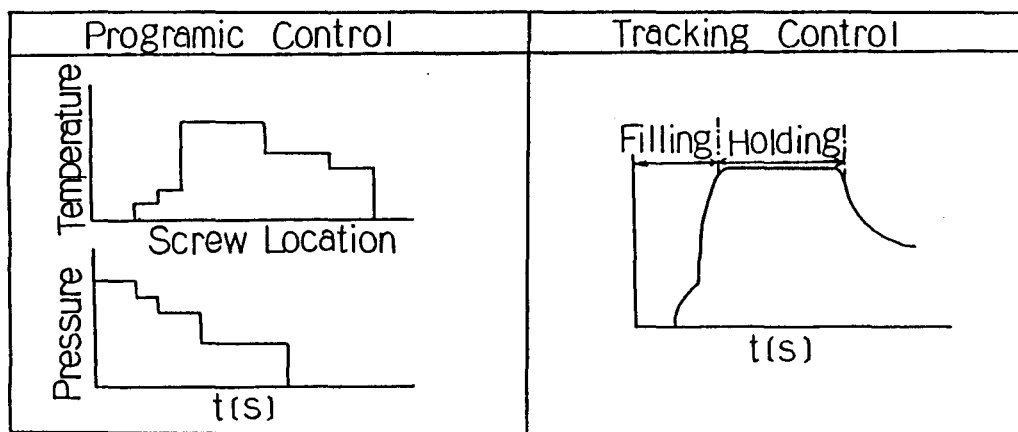 Programic Control
Temperature
Screw Location
Pressure
t(s)
Tracking Control
Filling Holding
t(s)